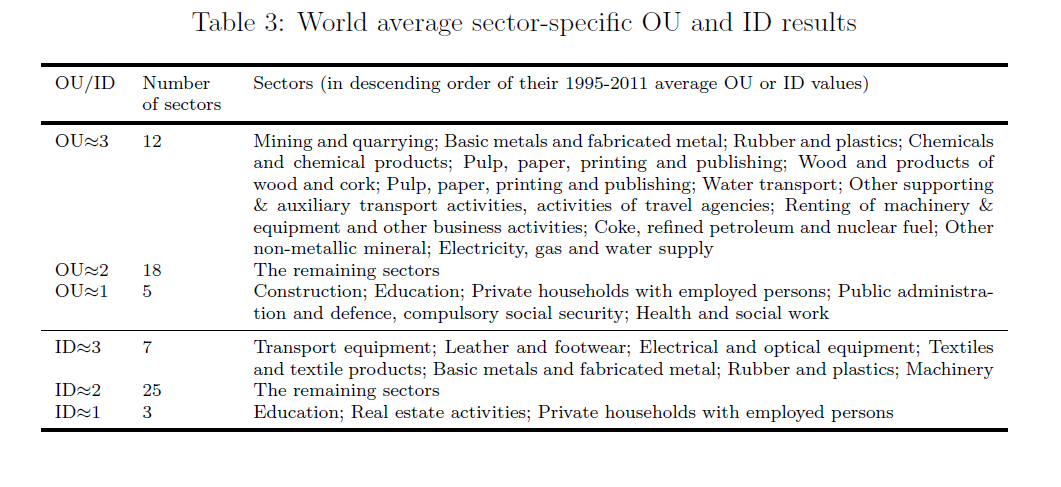 Table 3: World average sector-specific OU and ID results
OU/ID Number Sectors (in descending order of their 1995-2011 average OU or ID values)
of sectors
OU≈3 12 Mining and quarrying; Basic metals and fabricated metal; Rubber and plastics; Chemicals
and chemical products; Pulp, paper, printing and publishing; Wood and products of
wood and cork; Pulp, paper, printing and publishing; Water transport; Other supporting
& auxiliary transport activities, activities of travel agencies; Renting of machinery &
equipment and other business activities; Coke, refined petroleum and nuclear fuel; Other
non-metallic mineral; Electricity, gas and water supply
OU≈2 18 The remaining sectors
OU≈1 5 Construction; Education; Private households with employed persons; Public administra-
tion and defence, compulsory social security; Health and social work
ID≈3 7 Transport equipment; Leather and footwear; Electrical and optical equipment; Textiles
and textile products; Basic metals and fabricated metal; Rubber and plastics; Machinery
ID≈2 25 The remaining sectors
ID≈1 3 Education; Real estate activities; Private households with employed persons